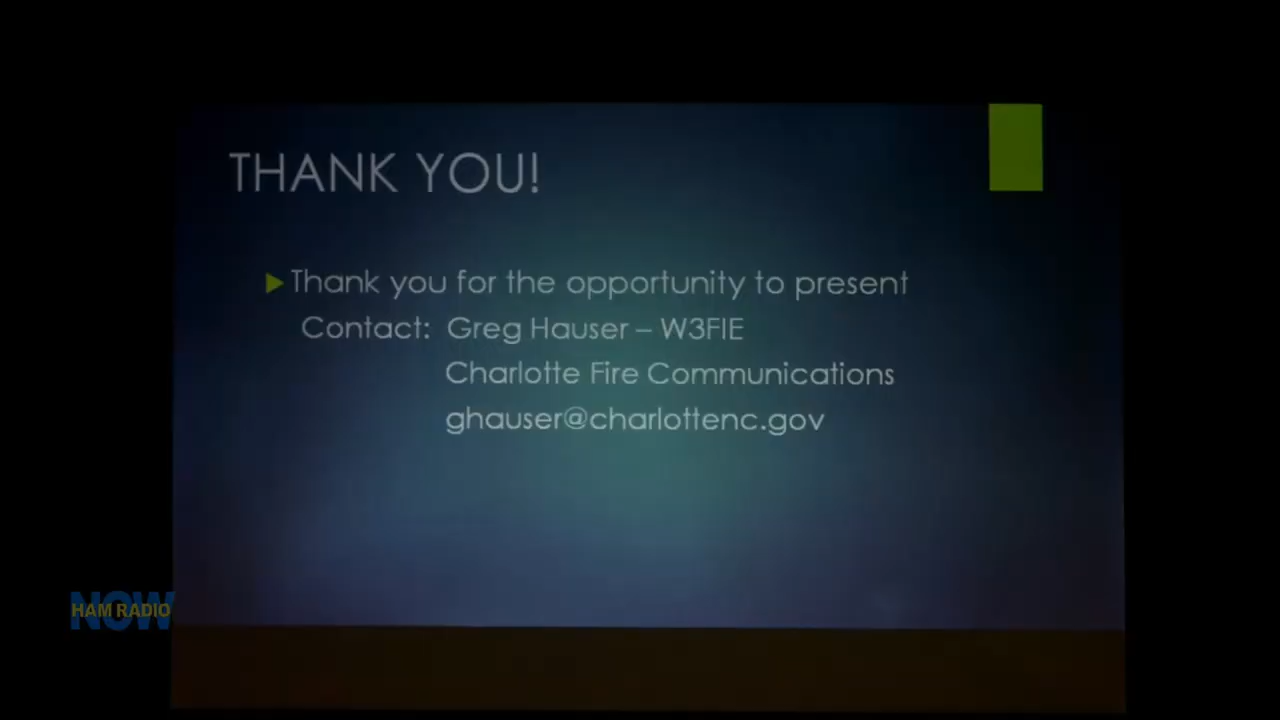 THANK YOU!
Thank you for the opportunity to present
Contact: Greg Hauser – W3FIE
Charlotte Fire Communications
ghauser@charlottenc.gov
HAM RADIO
NOW